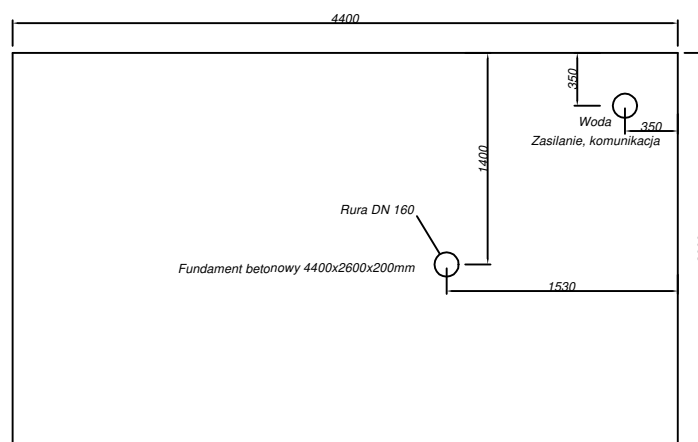 4400
350
Woda
350
Zasilanie, komunikacja
1400
Rura DN 160
Fundament betonowy 4400x2600x200mm
1530